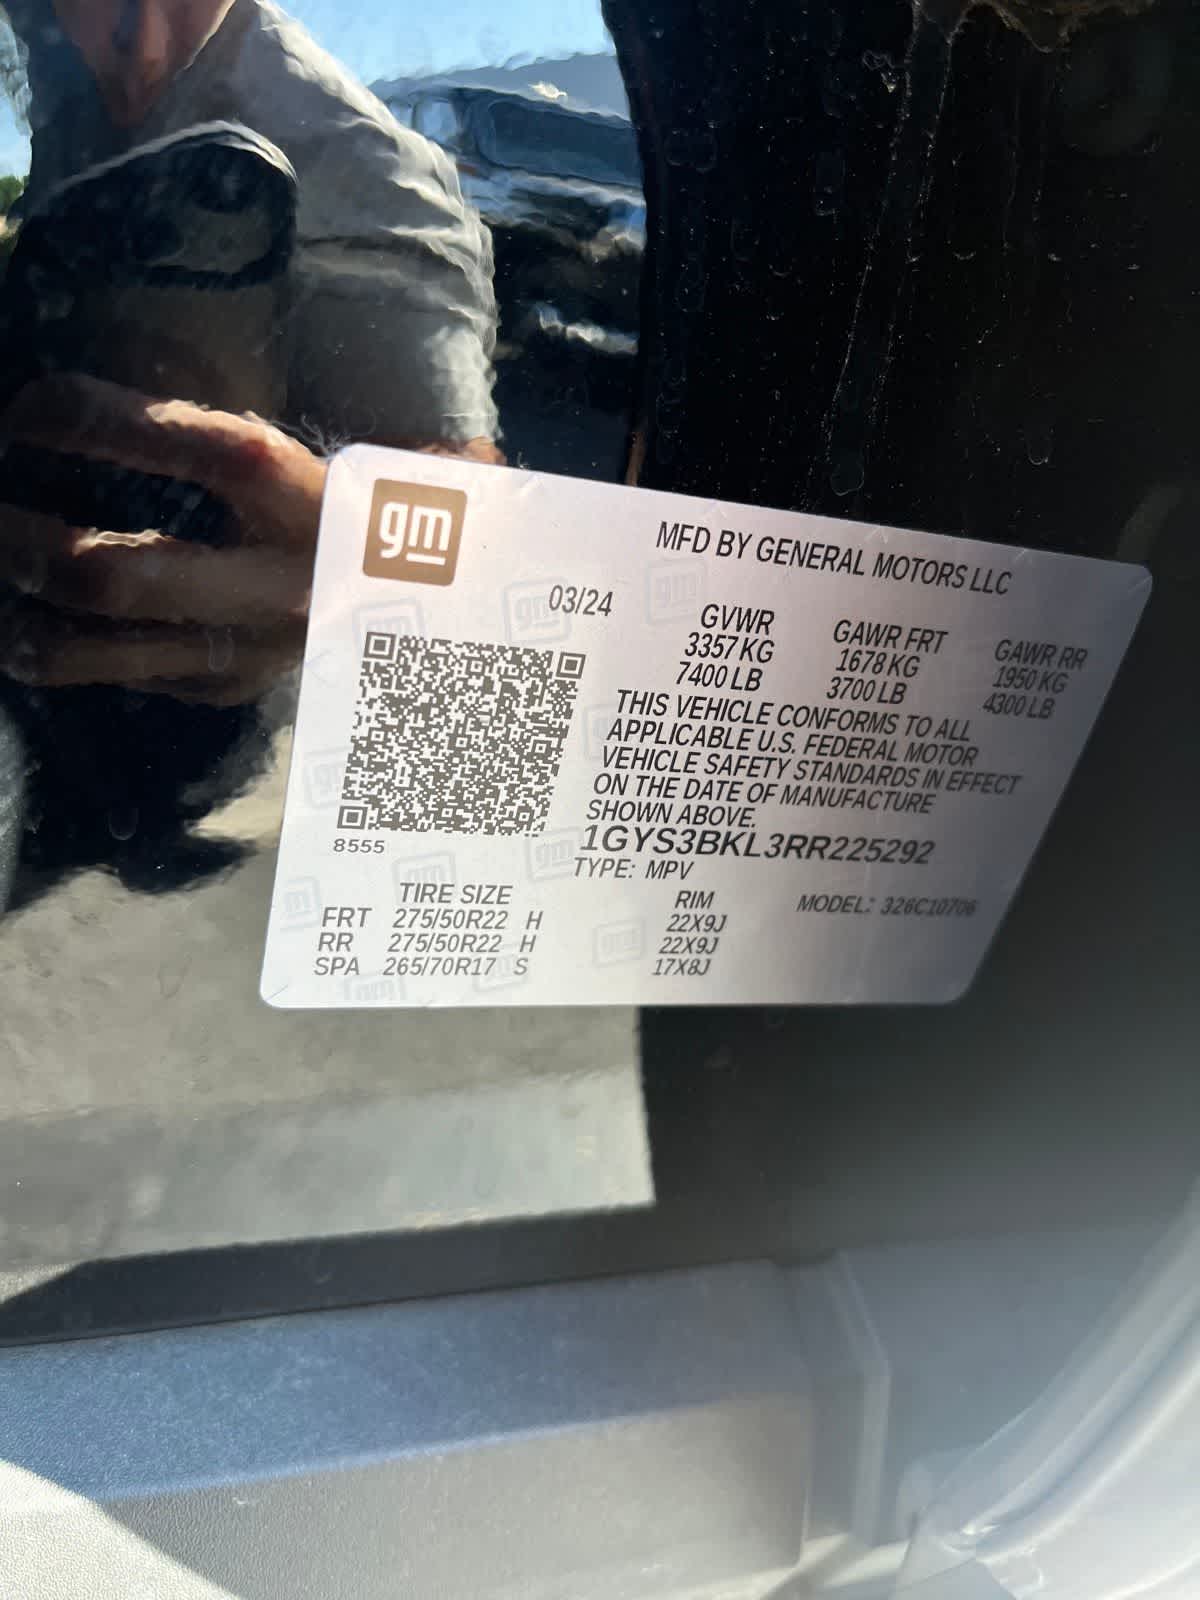 gm
MFD BY GENERAL MOTORS LLC
03/24
GVWR GAWR FRT GAWR RR
3357 KG 1678 KG 1950 KG
7400 LB 3700 LB 4300 LB
THIS VEHICLE CONFORMS TO ALL
APPLICABLE U.S. FEDERAL MOTOR
VEHICLE SAFETY STANDARDS IN EFFECT
ON THE DATE OF MANUFACTURE
SHOWN ABOVE.
8555
1GYS3BKL3RR225292
TYPE: MPV
TIRE SIZE RIM MODEL: 326C10706
FRT 275/50R22 H 22X9J
RR 275/50R22 H 22X9J
SPA 265/70R17 S 17X8J